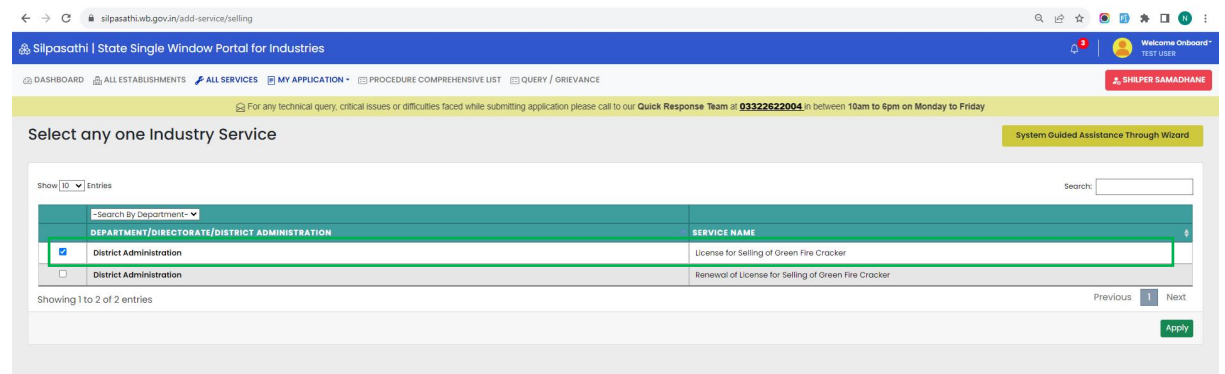 silpasathi.wb.gov.in/add-service/selling
N
Silpasathi | State Single Window Portal for Industries
3
Welcome Onboard
TEST USER
DASHBOARD ALL ESTABLISHMENTS ALL SERVICES MY APPLICATION PROCEDURE COMPREHENSIVE LIST QUERY / GRIEVANCE
SHILPER SAMADHANE
For any technical query, critical issues or difficulties faced while submitting application please call to our Quick Response Team at 03322622004 in between 10am to 6pm on Monday to Friday
Select any one Industry Service
System Guided Assistance Through Wizard
Show 10 Entries
Search:
-Search By Department-
DEPARTMENT/DIRECTORATE/DISTRICT ADMINISTRATION SERVICE NAME
District Administration License for Selling of Green Fire Cracker
District Administration Renewal of License for Selling of Green Fire Cracker
Showing 1 to 2 of 2 entries
Previous 1 Next
Apply